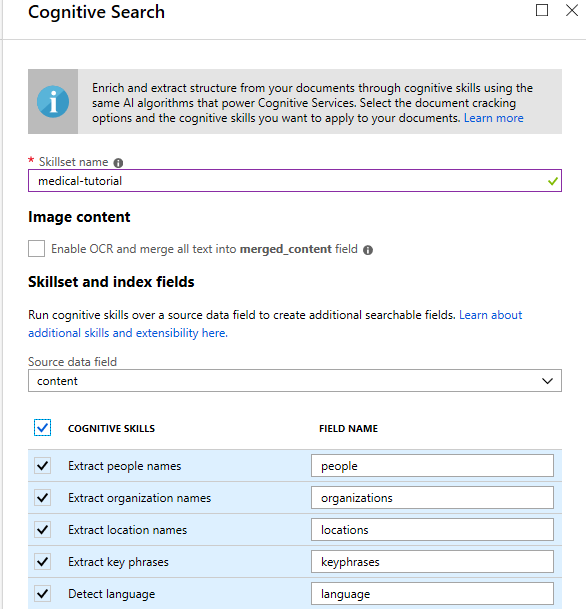 Cognitive Search
Enrich and extract structure from your documents through cognitive skills using the
same AI algorithms that power Cognitive Services. Select the document cracking
options and the cognitive skills you want to apply to your documents. Learn more
* Skillset name
medical-tutorial
Image content
Enable OCR and merge all text into merged_content field
Skillset and index fields
Run cognitive skills over a source data field to create additional searchable fields. Learn about
additional skills and extensibility here.
Source data field
content
COGNITIVE SKILLS FIELD NAME
Extract people names people
Extract organization names organizations
Extract location names locations
Extract key phrases keyphrases
Detect language language